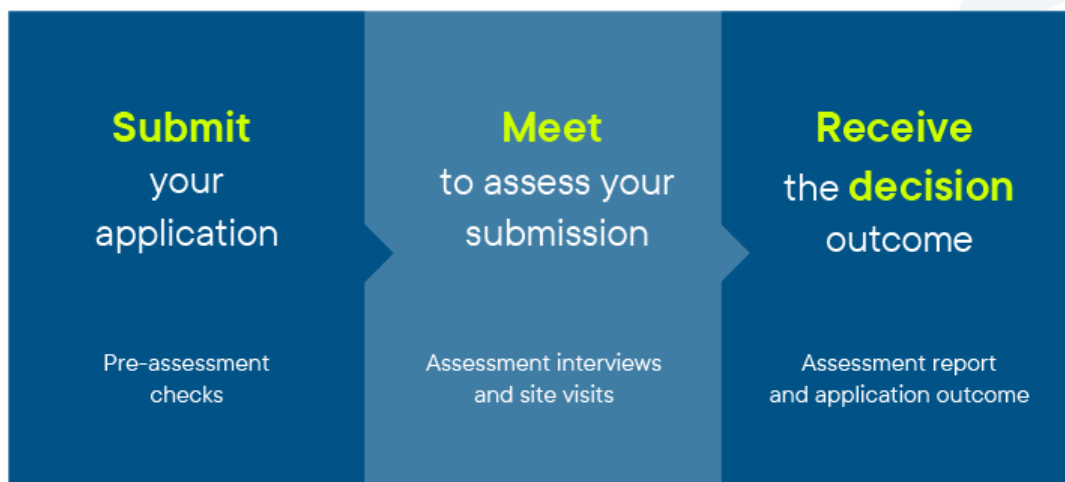 Submit
your
application
Pre-assessment
checks
Meet
to assess your
submission
Assessment interviews
and site visits
Receive
the decision
outcome
Assessment report
and application outcome